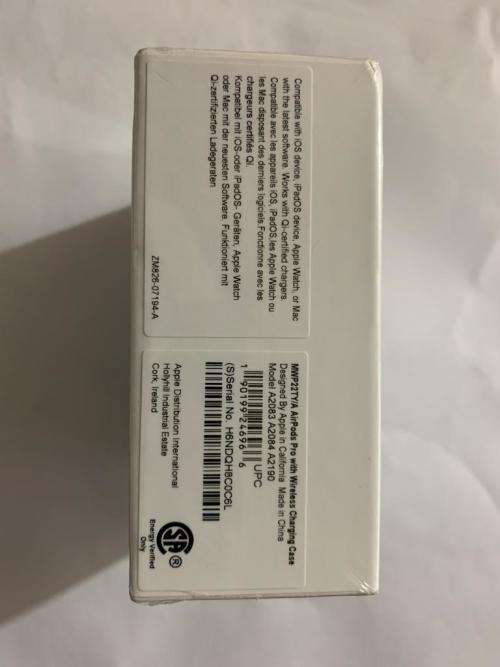 Compatible with iOS device, iPadOS device, Apple Watch, or Mac
with the latest software. Works with Qi-certified chargers.
Compatible avec les appareils iOS, iPadOS,les Apple Watch ou
les Mac disposant des derniers logiciels Fonctionne avec les
chargeurs certifiés Qi.
Kompatibel mit iOS-oder iPadOS- Geräten, Apple Watch
oder Mac mit der neuesten Software. Funktioniert mit
Qi-zertifizierten Ladegeraten
ZM826-07194-A
MWP22TY/A AirPods Pro with Wireless Charging Case
Designed By Apple in California Made in China
Model A2083 A2084 A2190
UPC
1 90199 24696 6
(S)Serial No. H6NDQH8C0C6L
Apple Distribution International
Hollyhill Industrial Estate
Cork, Ireland
SA ®
Energy Verified
Only